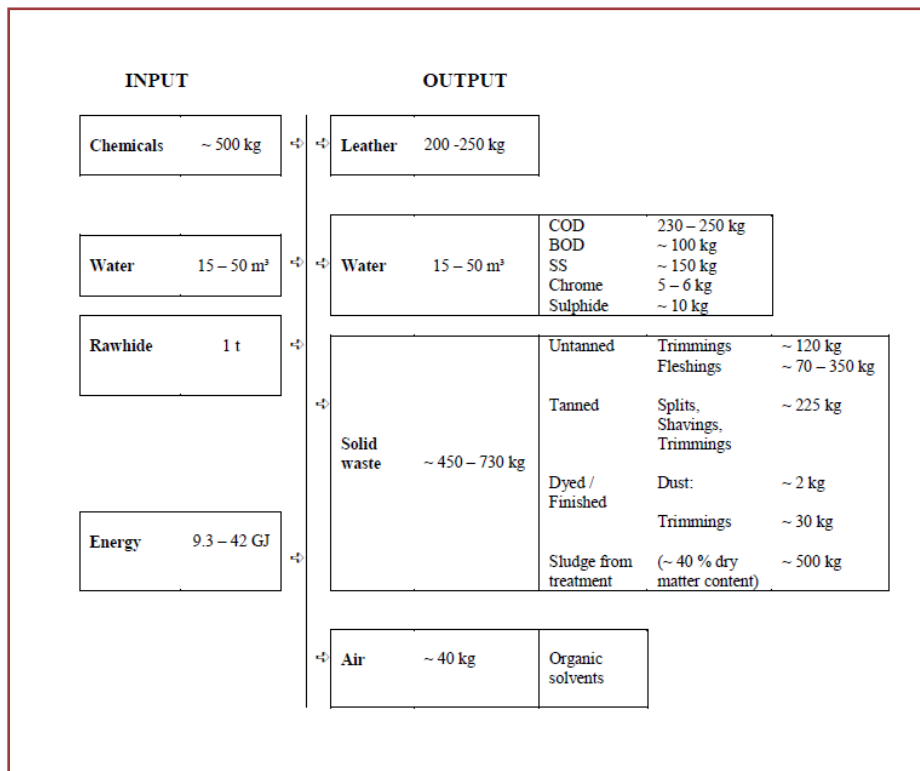 INPUT
OUTPUT
Chemicals ~ 500 kg
Leather 200 -250 kg
Water 15 – 50 m³
Water 15 – 50 m³
COD 230 – 250 kg
BOD ~ 100 kg
SS ~ 150 kg
Chrome 5 – 6 kg
Sulphide ~ 10 kg
Rawhide 1 t
Solid
waste ~ 450 – 730 kg
Untanned Trimmings ~ 120 kg
Fleshings ~ 70 – 350 kg
Tanned Splits, ~ 225 kg
Shavings,
Trimmings
Dyed / Dust: ~ 2 kg
Finished
Trimmings ~ 30 kg
Sludge from (~ 40 % dry ~ 500 kg
treatment matter content)
Energy 9.3 – 42 GJ
Air ~ 40 kg Organic
solvents